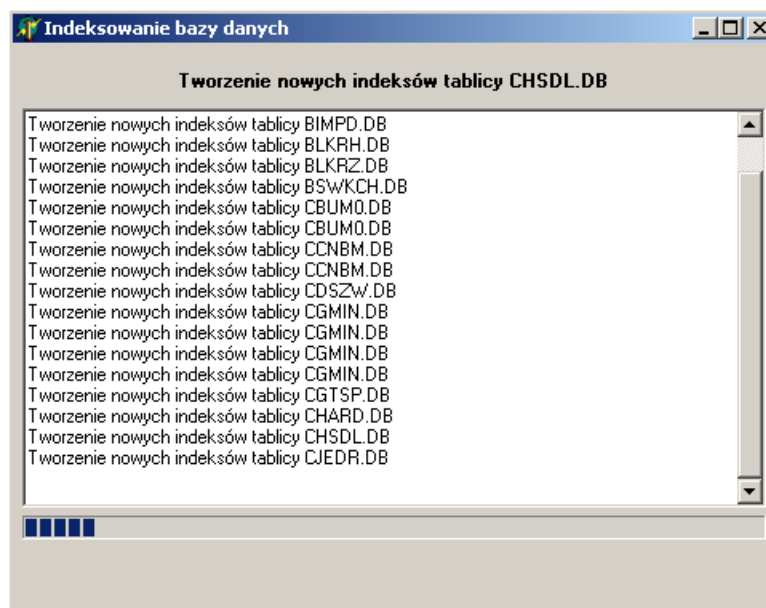 Indeksowanie bazy danych
Tworzenie nowych indeksów tablicy CHSDL.DB
Tworzenie nowych indeksów tablicy BIMPD.DB
Tworzenie nowych indeksów tablicy BLKRH.DB
Tworzenie nowych indeksów tablicy BLKRZ.DB
Tworzenie nowych indeksów tablicy BSWKCH.DB
Tworzenie nowych indeksów tablicy CBUM0.DB
Tworzenie nowych indeksów tablicy CBUM0.DB
Tworzenie nowych indeksów tablicy CCNBM.DB
Tworzenie nowych indeksów tablicy CCNBM.DB
Tworzenie nowych indeksów tablicy CDSZW.DB
Tworzenie nowych indeksów tablicy CGMIN.DB
Tworzenie nowych indeksów tablicy CGMIN.DB
Tworzenie nowych indeksów tablicy CGMIN.DB
Tworzenie nowych indeksów tablicy CGMIN.DB
Tworzenie nowych indeksów tablicy CGTSP.DB
Tworzenie nowych indeksów tablicy CHARD.DB
Tworzenie nowych indeksów tablicy CHSDL.DB
Tworzenie nowych indeksów tablicy CJEDR.DB